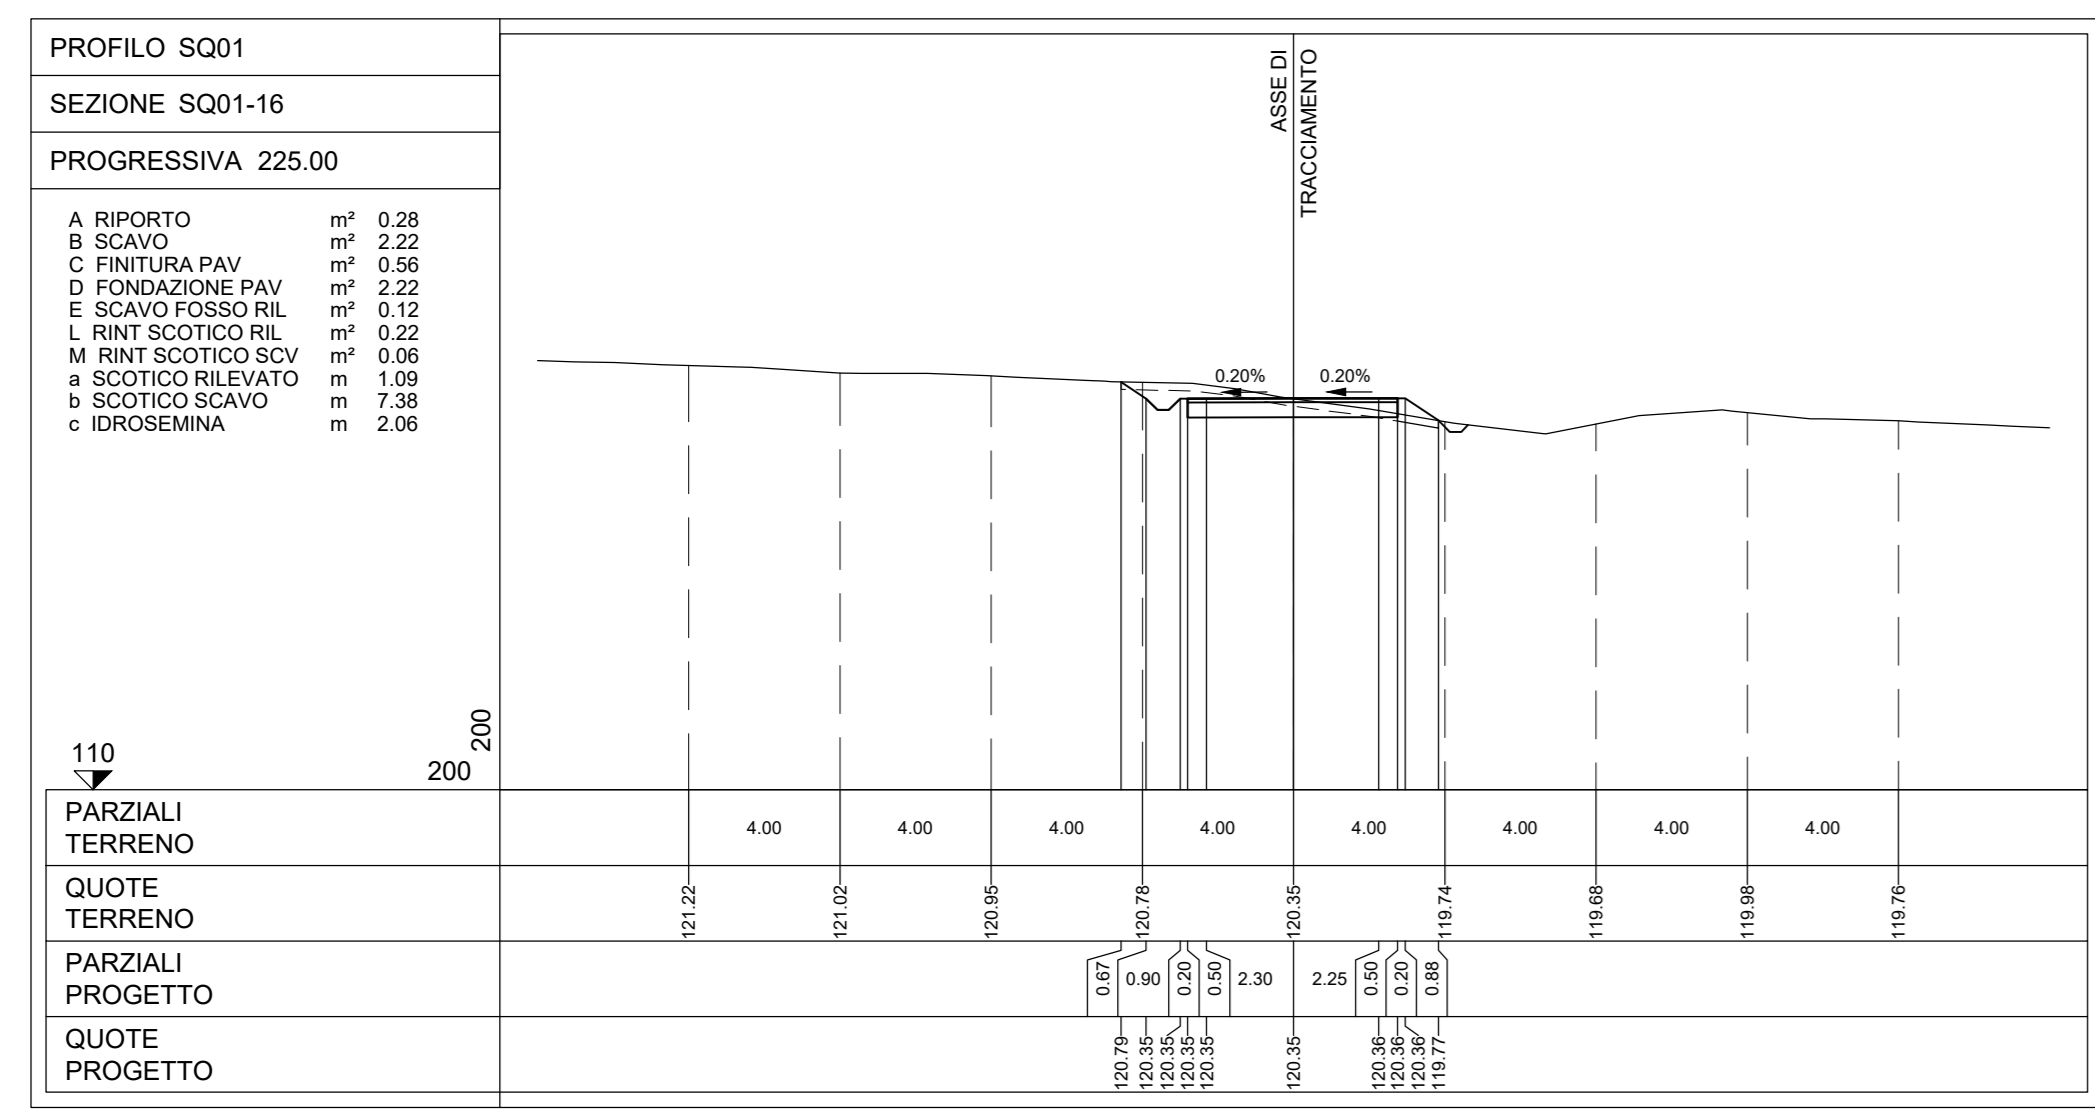 PROFILO SQ01
SEZIONE SQ01-16
PROGRESSIVA 225.00
A RIPORTO m² 0.28
B SCAVO m² 2.22
C FINITURA PAV m² 0.56
D FONDAZIONE PAV m² 2.22
E SCAVO FOSSO RIL m² 0.12
L RINT SCOTICO RIL m² 0.22
M RINT SCOTICO SCV m² 0.06
a SCOTICO RILEVATO m 1.09
b SCOTICO SCAVO m 7.38
c IDROSEMINA m 2.06
ASSE DI
TRACCIAMENTO
0.20% 0.20%
200
110
200
PARZIALI
TERRENO
4.00 4.00 4.00 4.00 4.00 4.00 4.00 4.00
QUOTE
TERRENO
121.22 121.02 120.95 120.78 120.35 119.74 119.68 119.98 119.76
PARZIALI
PROGETTO
0.67 0.90 0.20 0.50 2.30 2.25 0.50 0.20 0.88
QUOTE
PROGETTO
120.79 120.35 120.35 120.35 120.35 120.35 120.36 120.36 120.36 119.77